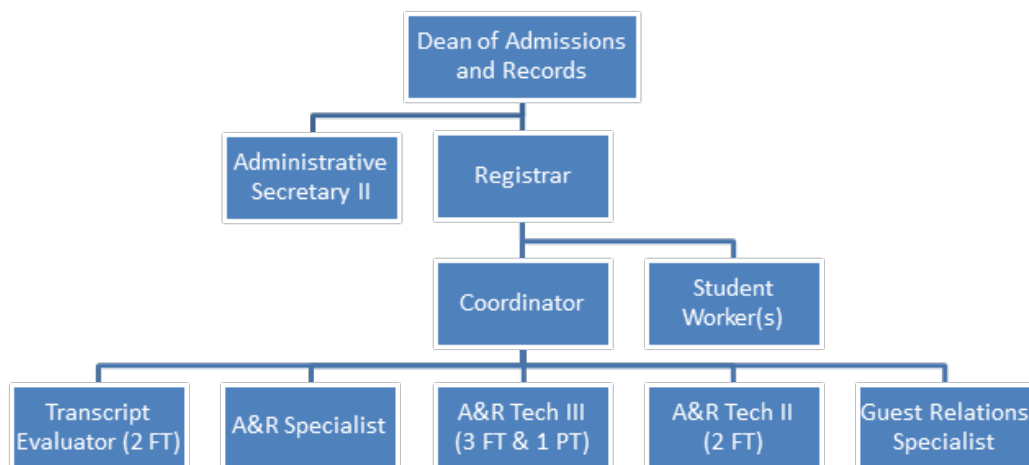 Dean of Admissions
and Records
Administrative
Secretary II
Registrar
Coordinator
Student
Worker(s)
Transcript
Evaluator (2 FT)
A&R Specialist
A&R Tech III
(3 FT & 1 PT)
A&R Tech II
(2 FT)
Guest Relations
Specialist